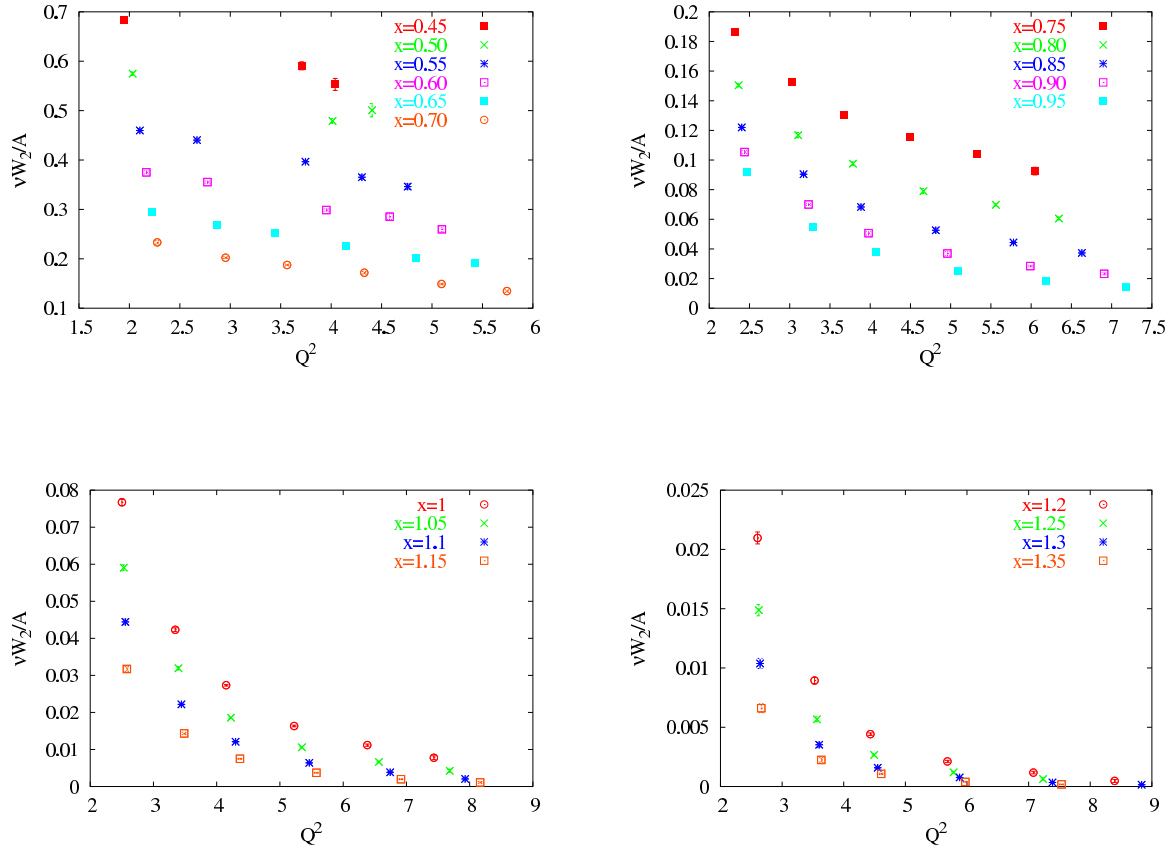 0.7
0.6
0.5
0.4
0.3
0.2
0.1
νW2/A
x=0.45
x=0.50
x=0.55
x=0.60
x=0.65
x=0.70
1.5 2 2.5 3 3.5 4 4.5 5 5.5 6
Q2
0.2
0.18
0.16
0.14
0.12
0.1
0.08
0.06
0.04
0.02
0
νW2/A
x=0.75
x=0.80
x=0.85
x=0.90
x=0.95
2 2.5 3 3.5 4 4.5 5 5.5 6 6.5 7 7.5
Q2
0.08
0.07
0.06
0.05
0.04
0.03
0.02
0.01
0
νW2/A
x=1
x=1.05
x=1.1
x=1.15
2 3 4 5 6 7 8 9
Q2
0.025
0.02
0.015
0.01
0.005
0
νW2/A
x=1.2
x=1.25
x=1.3
x=1.35
2 3 4 5 6 7 8 9
Q2